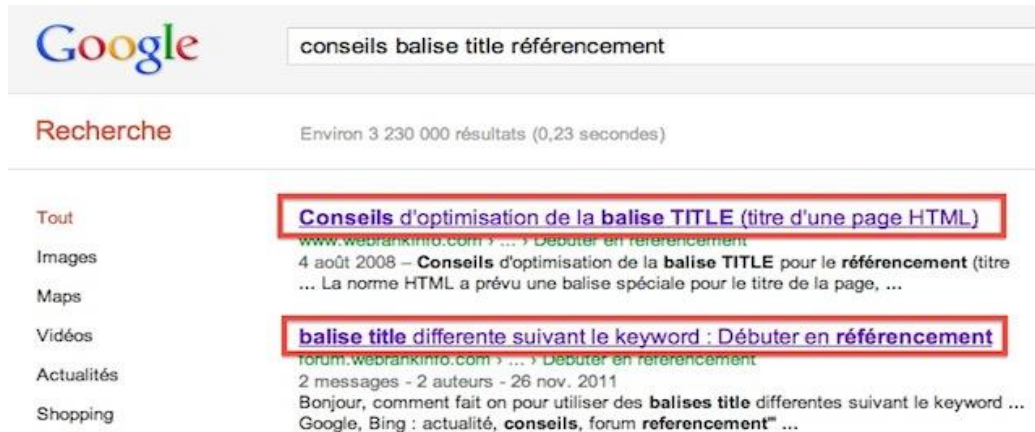 Google
conseils balise title référencement
Recherche
Environ 3 230 000 résultats (0,23 secondes)
Tout
Images
Maps
Vidéos
Actualités
Shopping
Conseils d'optimisation de la balise TITLE (titre d'une page HTML)
www.webrankinfo.com › ... › Débuter en référencement
4 août 2008 – Conseils d'optimisation de la balise TITLE pour le référencement (titre
... La norme HTML a prévu une balise spéciale pour le titre de la page, ...
balise title differente suivant le keyword : Débuter en référencement
forum.webrankinfo.com › ... › Débuter en référencement
2 messages - 2 auteurs - 26 nov. 2011
Bonjour, comment fait on pour utiliser des balises title differentes suivant le keyword ...
Google, Bing : actualité, conseils, forum referencement" ...